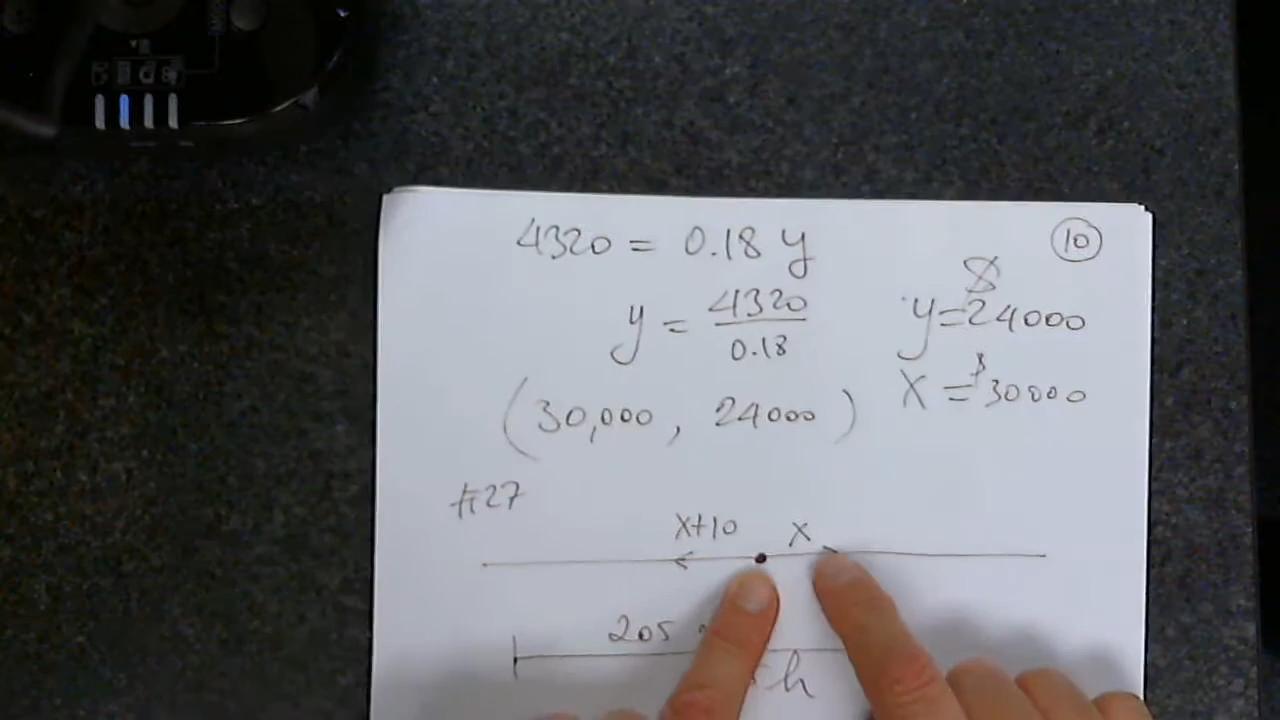 4320 = 0.18 y
10
y = 4320/0.18
$
y = 24000
x = $30000
(30,000, 24000)
#27
x+10 x
205
h